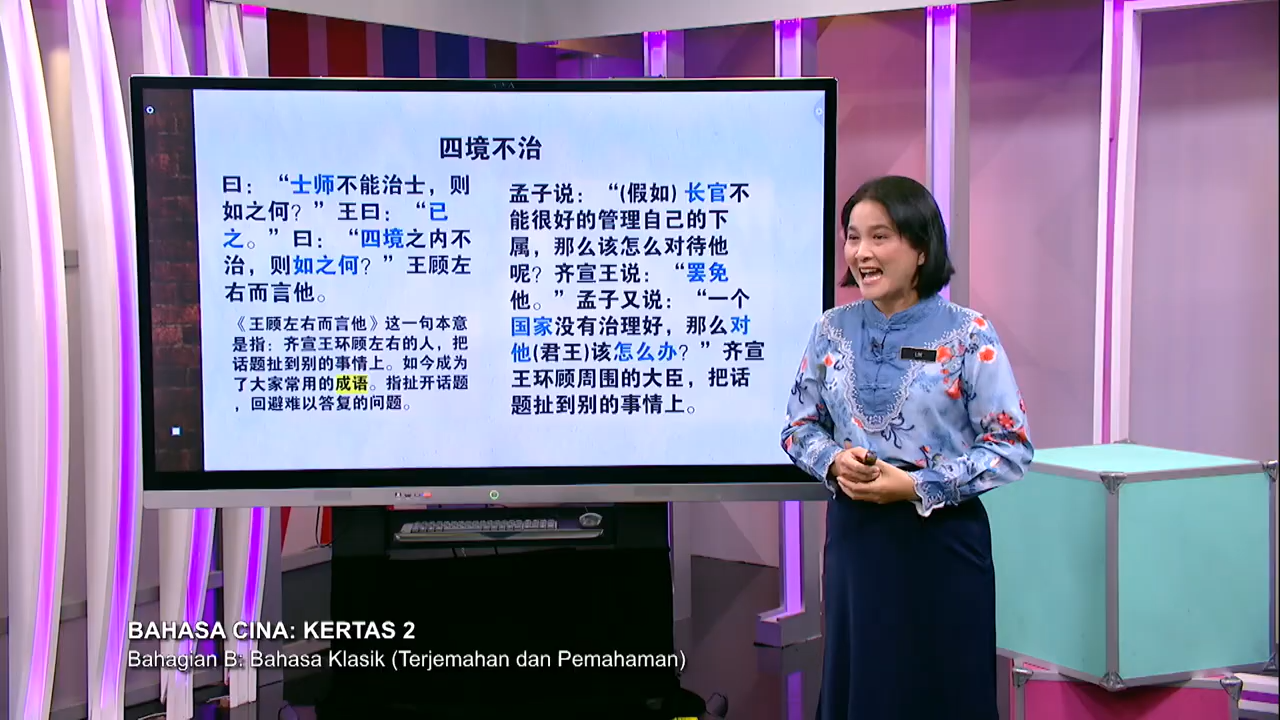 四境不治
曰：“士师不能治士，则
如之何？”王曰：“已
之。”曰：“四境之内不
治，则如之何？”王顾左
右而言他。
《王顾左右而言他》这一句本意
是指：齐宣王环顾左右的人，把
话题扯到别的事情上。如今成为
了大家常用的成语。指扯开话题
，回避难以答复的问题。
孟子说：“(假如) 长官不
能很好的管理自己的下
属，那么该怎么对待他
呢？齐宣王说：“罢免
他。”孟子又说：“一个
国家没有治理好，那么对
他(君王)该怎么办？”齐宣
王环顾周围的大臣，把话
题扯到别的事情上。
BAHASA CINA: KERTAS 2
Bahagian B: Bahasa Klasik (Terjemahan dan Pemahaman)